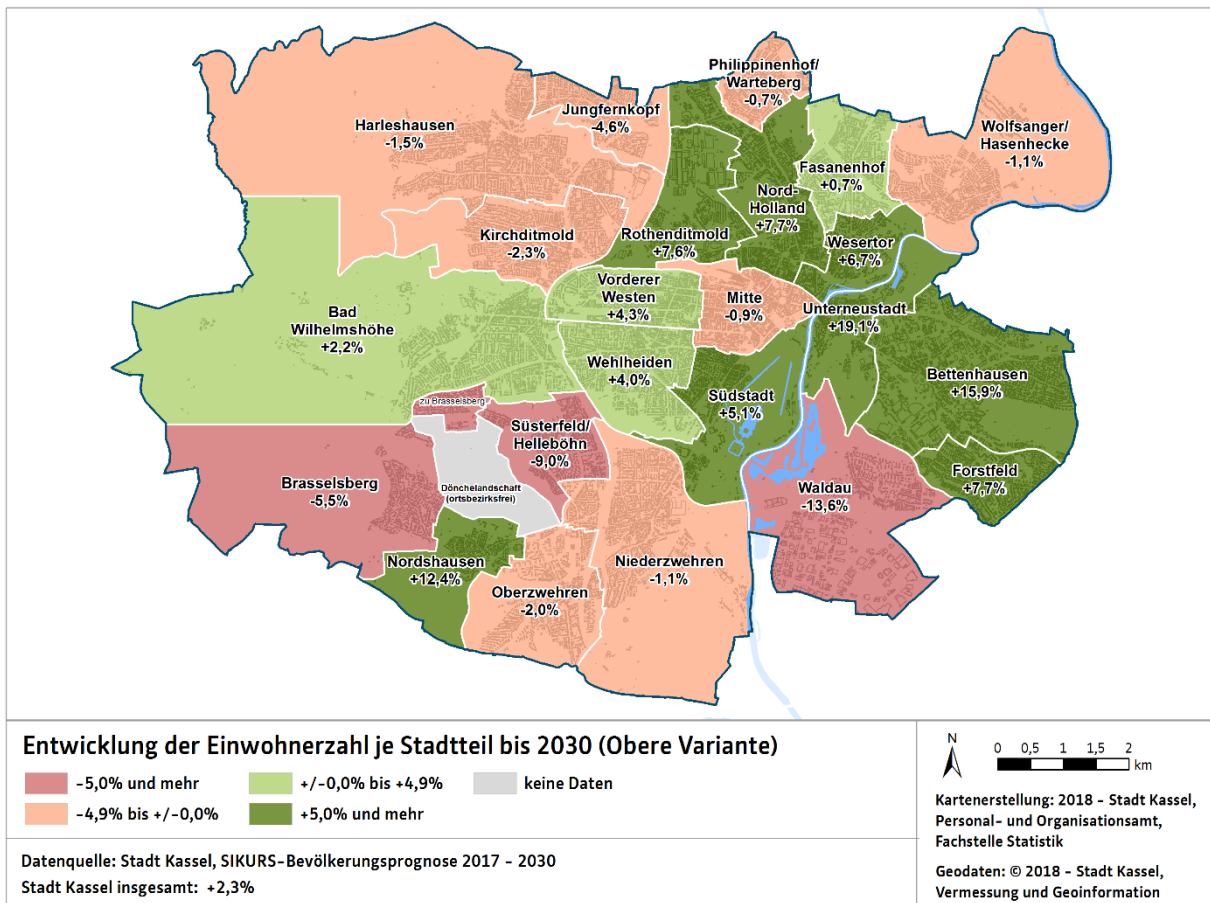 Philippinenhof/
Warteberg
-0,7%
Jungfernkopf
-4,6%
Harleshausen
-1,5%
Wolfsanger/
Hasenhecke
-1,1%
Fasanenhof
+0,7%
Nord-
Holland
+7,7%
Kirchditmold
-2,3%
Rothenditmold
+7,6%
Wesertor
+6,7%
Vorderer
Westen
+4,3%
Mitte
-0,9%
Unterneustadt
+19,1%
Bad
Wilhelmshöhe
+2,2%
Wehlheiden
+4,0%
Bettenhausen
+15,9%
Südstadt
+5,1%
zu Brasselsberg
Süsterfeld/
Helleböhn
-9,0%
Forstfeld
+7,7%
Brasselsberg
-5,5%
Dönchelandschaft
(ortsbezirksfrei)
Waldau
-13,6%
Nordshausen
+12,4%
Niederzwehren
-1,1%
Oberzwehren
-2,0%
Entwicklung der Einwohnerzahl je Stadtteil bis 2030 (Obere Variante)
-5,0% und mehr
+/-0,0% bis +4,9%
keine Daten
-4,9% bis +/-0,0%
+5,0% und mehr
Datenquelle: Stadt Kassel, SIKURS-Bevölkerungsprognose 2017 - 2030
Stadt Kassel insgesamt: +2,3%
N
0 0,5 1 1,5 2
km
Kartenerstellung: 2018 - Stadt Kassel,
Personal- und Organisationsamt,
Fachstelle Statistik
Geodaten: © 2018 - Stadt Kassel,
Vermessung und Geoinformation